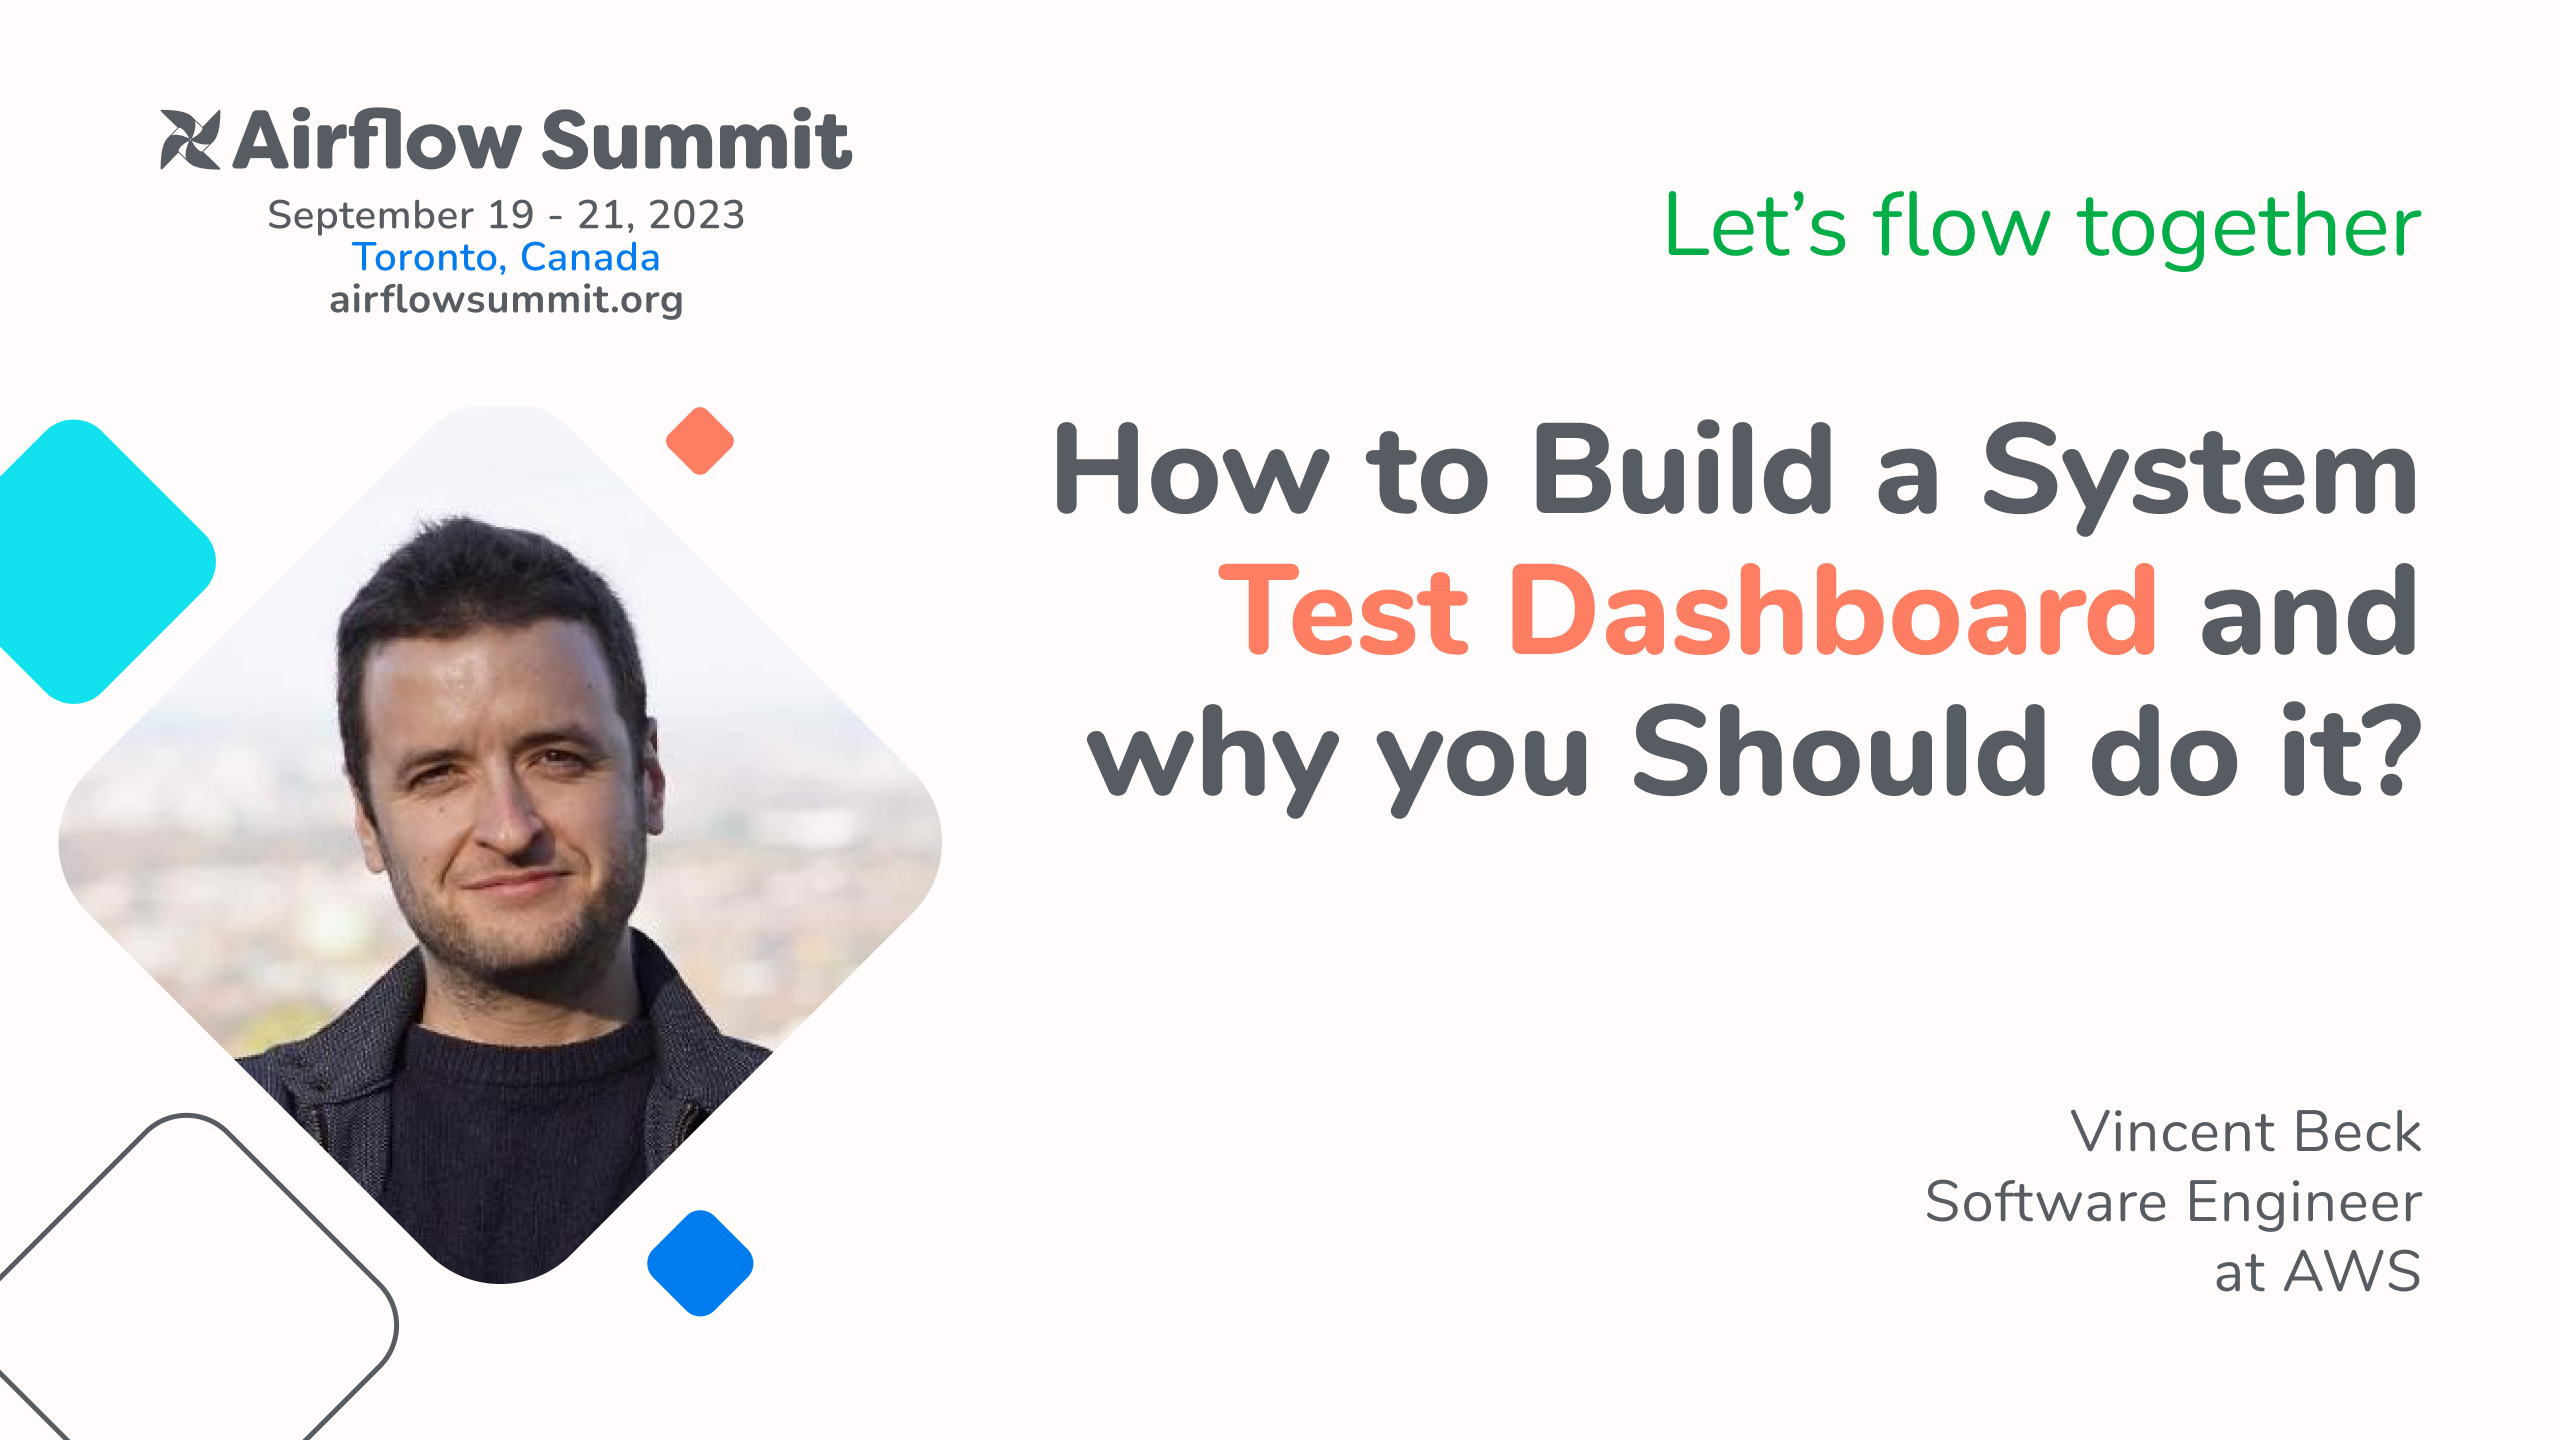 Airflow Summit
September 19 - 21, 2023
Toronto, Canada
airflowsummit.org
Let’s flow together
How to Build a System
Test Dashboard and
why you Should do it?
Vincent Beck
Software Engineer
at AWS